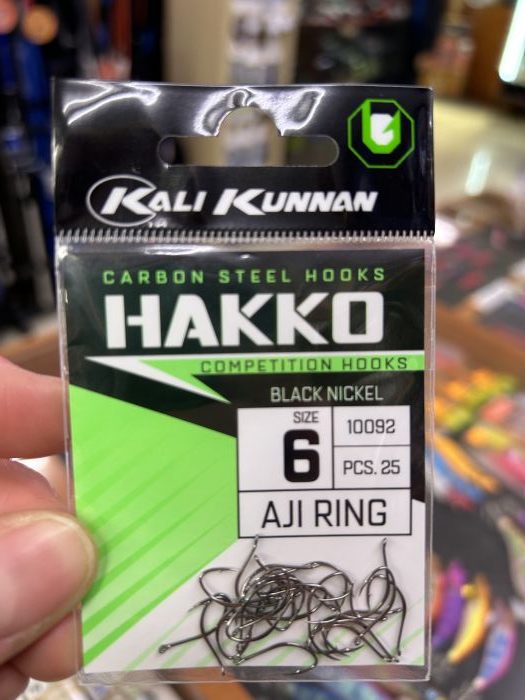 KALI KUNNAN
CARBON STEEL HOOKS
HAKKO
COMPETITION HOOKS
BLACK NICKEL
SIZE
6
10092
PCS. 25
AJI RING